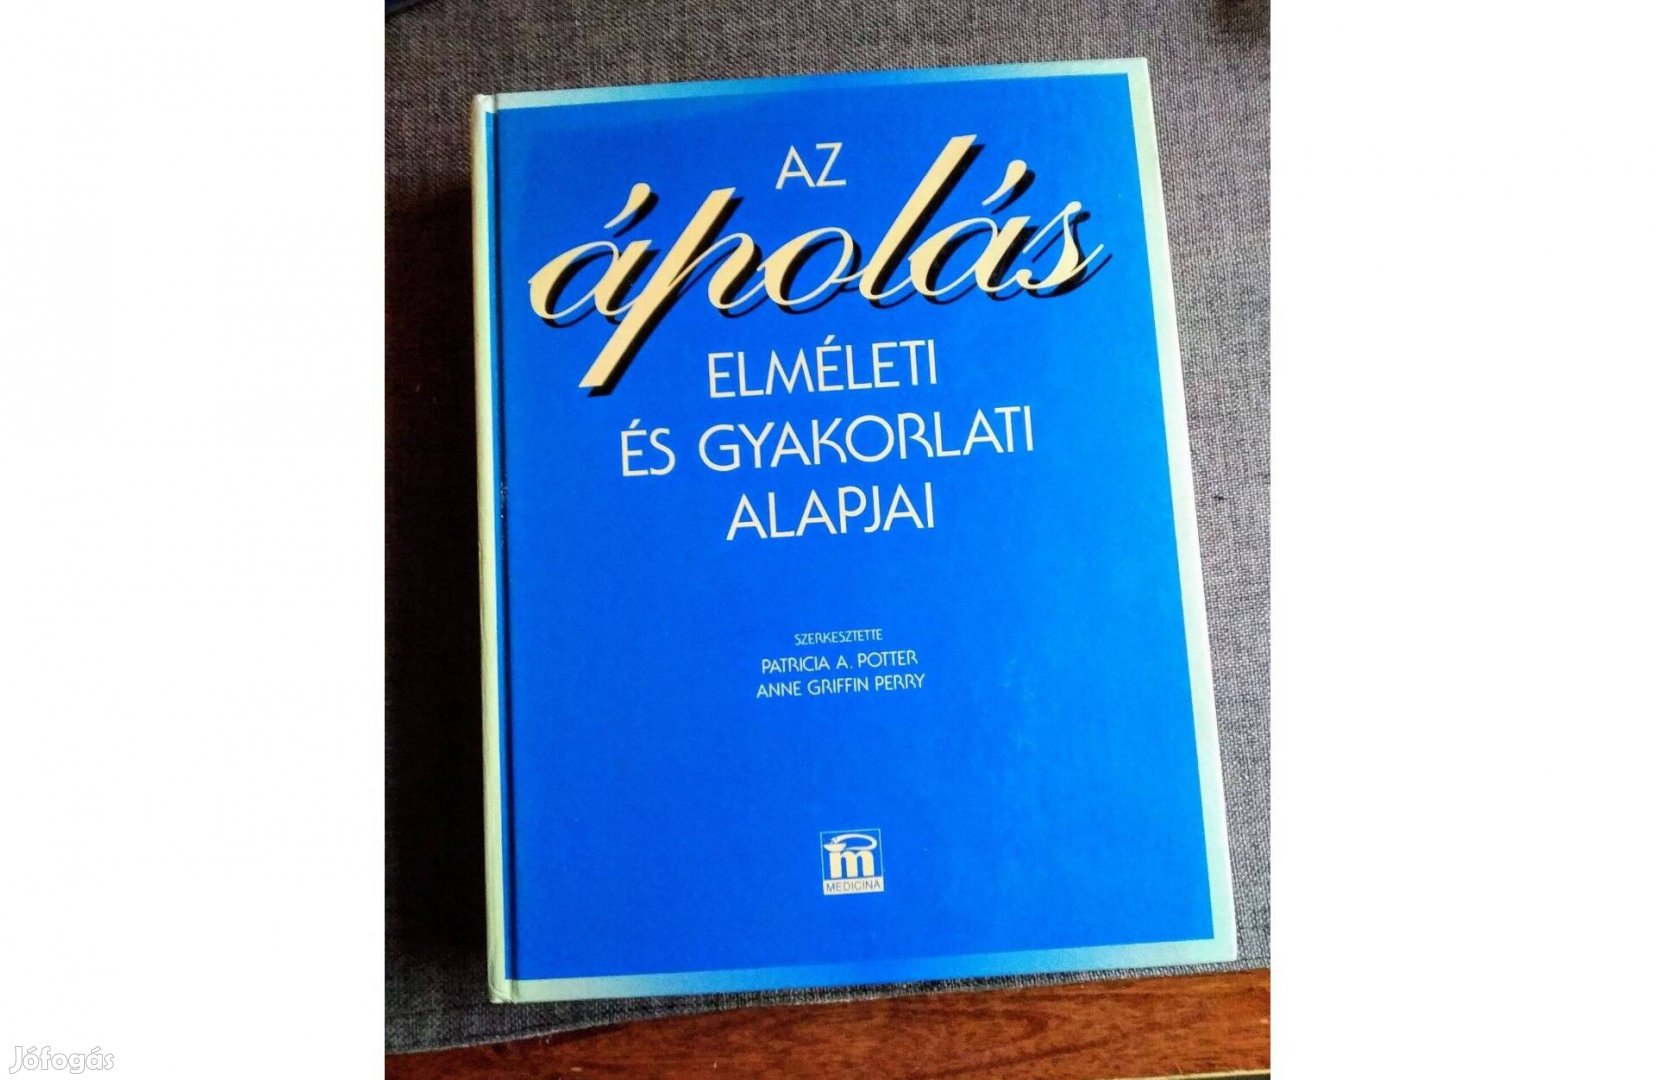 AZ
ápolás
ELMÉLETI
ÉS GYAKORLATI
ALAPJAI
SZERKESZTETTE
PATRICIA A. POTTER
ANNE GRIFFIN PERRY
m
MEDICINA
Jófogás